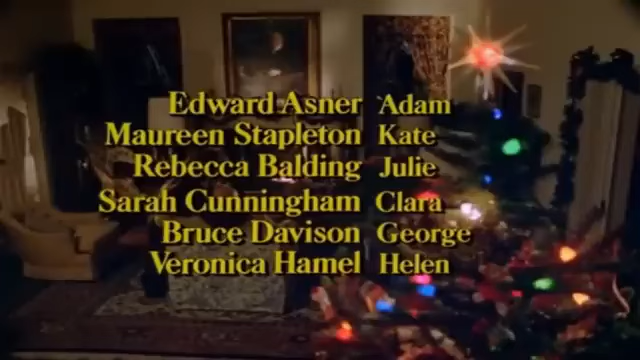 Edward Asner Adam
Maureen Stapleton Kate
Rebecca Balding Julie
Sarah Cunningham Clara
Bruce Davison George
Veronica Hamel Helen